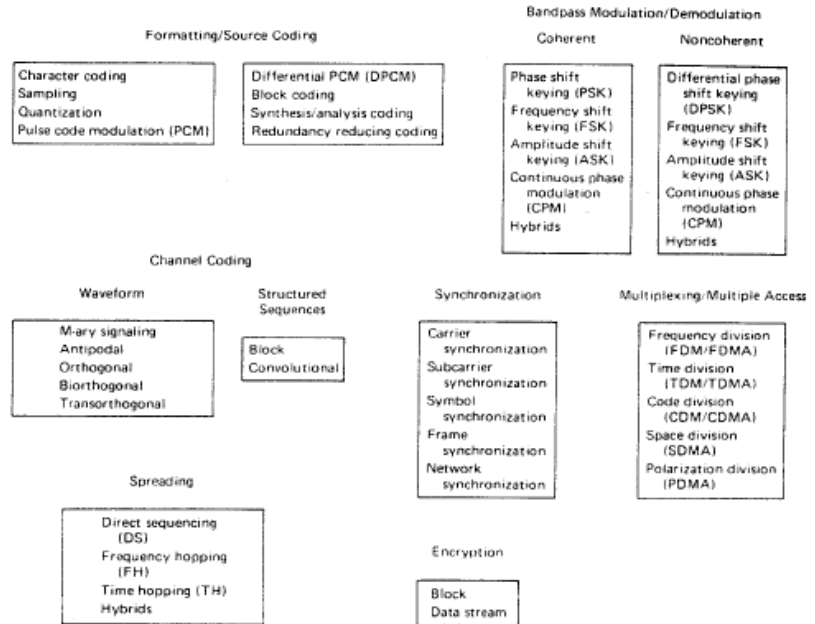 Formatting/Source Coding
Character coding
Sampling
Quantization
Pulse code modulation (PCM)
Differential PCM (DPCM)
Block coding
Synthesis/analysis coding
Redundancy reducing coding
Bandpass Modulation/Demodulation
Coherent
Phase shift
keying (PSK)
Frequency shift
keying (FSK)
Amplitude shift
keying (ASK)
Continuous phase
modulation
(CPM)
Hybrids
Noncoherent
Differential phase
shift keying
(DPSK)
Frequency shift
keying (FSK)
Amplitude shift
keying (ASK)
Continuous phase
modulation
(CPM)
Hybrids
Channel Coding
Waveform
M-ary signaling
Antipodal
Orthogonal
Biorthogonal
Transorthogonal
Structured
Sequences
Block
Convolutional
Synchronization
Carrier
synchronization
Subcarrier
synchronization
Symbol
synchronization
Frame
synchronization
Network
synchronization
Multiplexing/Multiple Access
Frequency division
(FDM/FDMA)
Time division
(TDM/TDMA)
Code division
(CDM/CDMA)
Space division
(SDMA)
Polarization division
(PDMA)
Spreading
Direct sequencing
(DS)
Frequency hopping
(FH)
Time hopping (TH)
Hybrids
Encryption
Block
Data stream